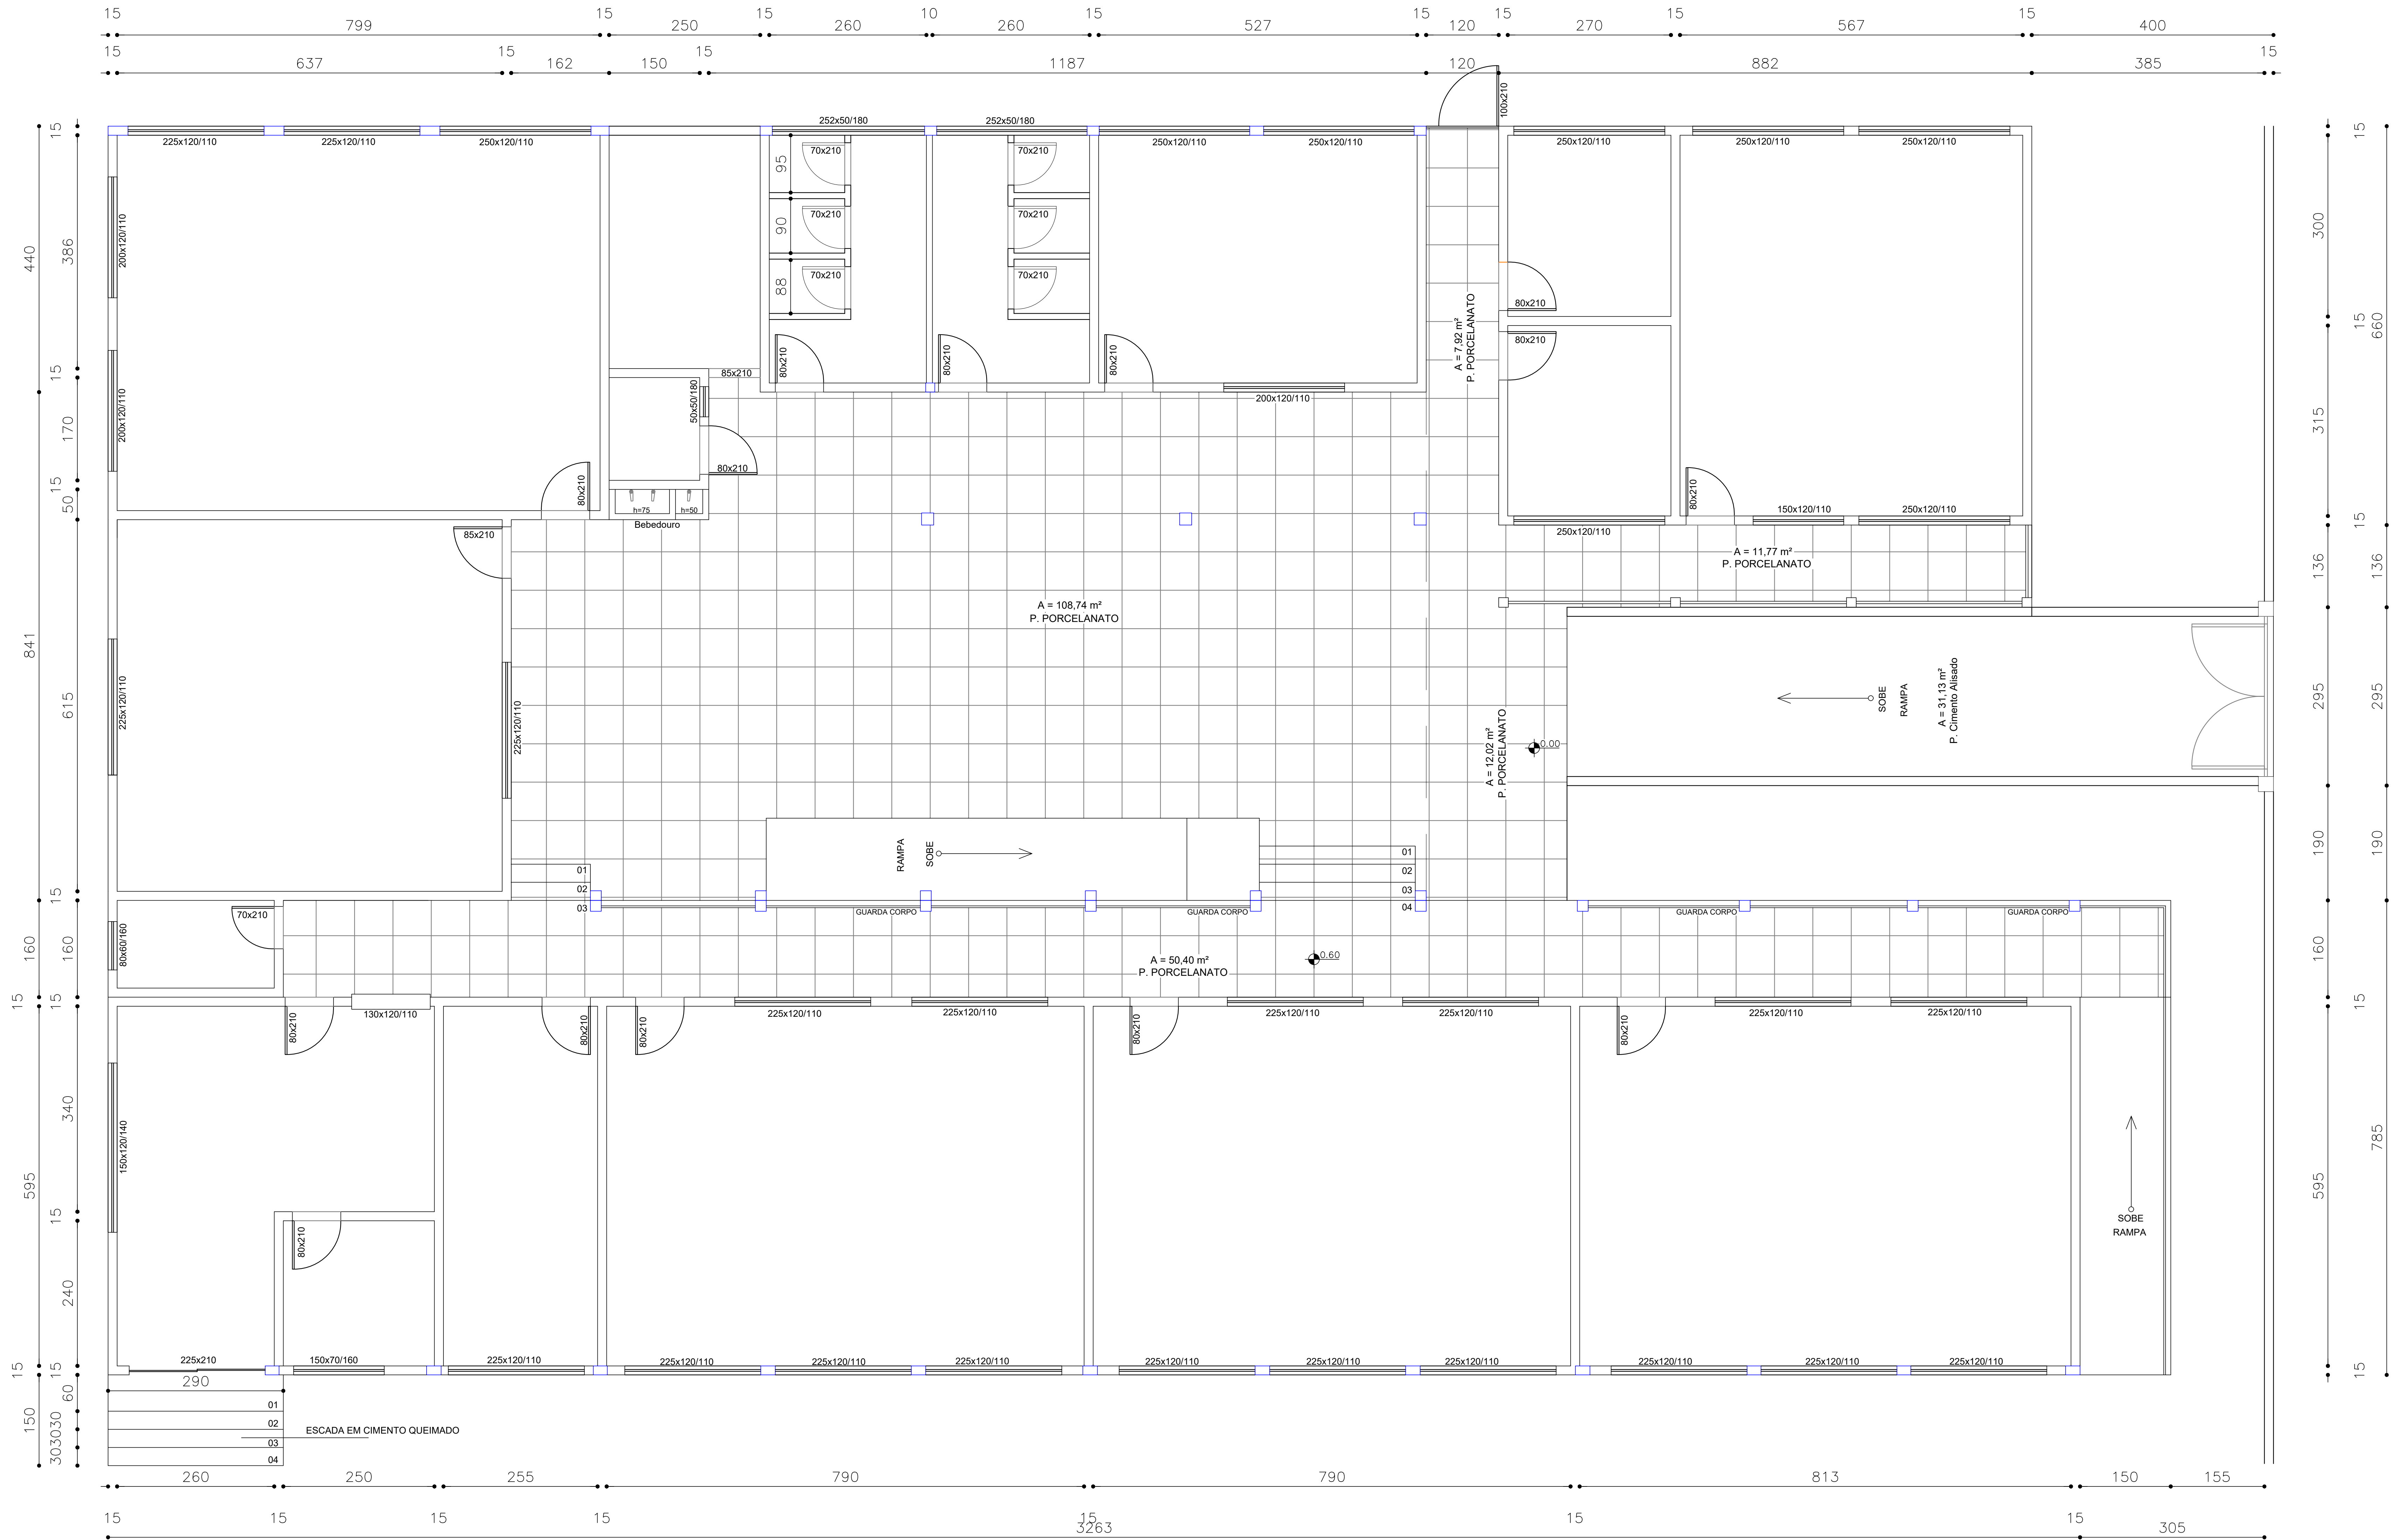 15 799 15 250 15 260 10 260 15 527 15 120 15 270 15 567 15 400
15 637 15 162 150 15 1187 120 882 385 15
100x210
252x50/180 252x50/180
225x120/110 225x120/110 250x120/110 250x120/110 250x120/110 250x120/110 250x120/110 250x120/110
95 70x210 70x210
90 70x210 70x210
88 70x210 70x210
200x120/110
200x120/110
80x210
80x210
80x210 80x210 80x210
85x210
50x50/180
80x210
200x120/110
A = 7,92 m²
P. PORCELANATO
80x210
h=75 h=50
Bebedouro
80x210
150x120/110 250x120/110
250x120/110
85x210
A = 11,77 m²
P. PORCELANATO
A = 108,74 m²
P. PORCELANATO
225x120/110
225x120/110
A = 12,02 m²
P. PORCELANATO
0.00
SOBE
RAMPA
A = 31,13 m²
P. Cimento Alisado
RAMPA
SOBE
01
02
03
01
02
03
04
GUARDA CORPO GUARDA CORPO GUARDA CORPO GUARDA CORPO
70x210
80x60/160
A = 50,40 m²
P. PORCELANATO
0.60
130x120/110
80x210 80x210 80x210 80x210 80x210
225x120/110 225x120/110 225x120/110 225x120/110 225x120/110 225x120/110
150x120/140
80x210
SOBE
RAMPA
225x210 150x70/160 225x120/110 225x120/110 225x120/110 225x120/110 225x120/110 225x120/110 225x120/110 225x120/110 225x120/110 225x120/110
290
01
02
03
04
ESCADA EM CIMENTO QUEIMADO
440
841
160
15
595
15
150
15
386
15
170
15
50
615
15
160
15
340
15
240
15
60
30
30
30
15
300
15
315
15
136
295
190
160
15
595
15
660
136
295
190
785
260 250 255 790 790 813 150 155
15 15 15 15 15 15 15
3263 305